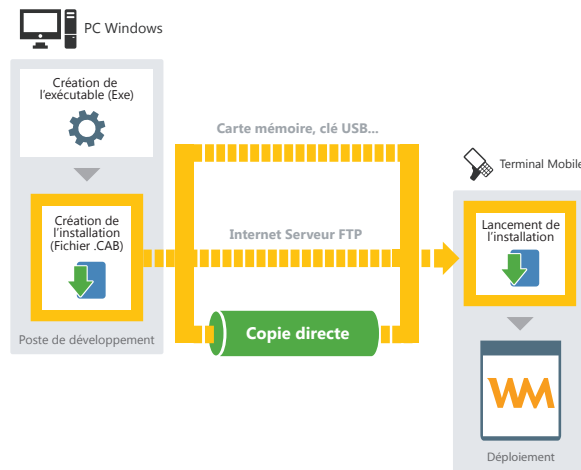 PC Windows
Création de
l'exécutable (Exe)
Création de
l'installation
(Fichier .CAB)
Poste de développement
Carte mémoire, clé USB...
Internet Serveur FTP
Copie directe
Terminal Mobile
Lancement de
l'installation
WM
Déploiement